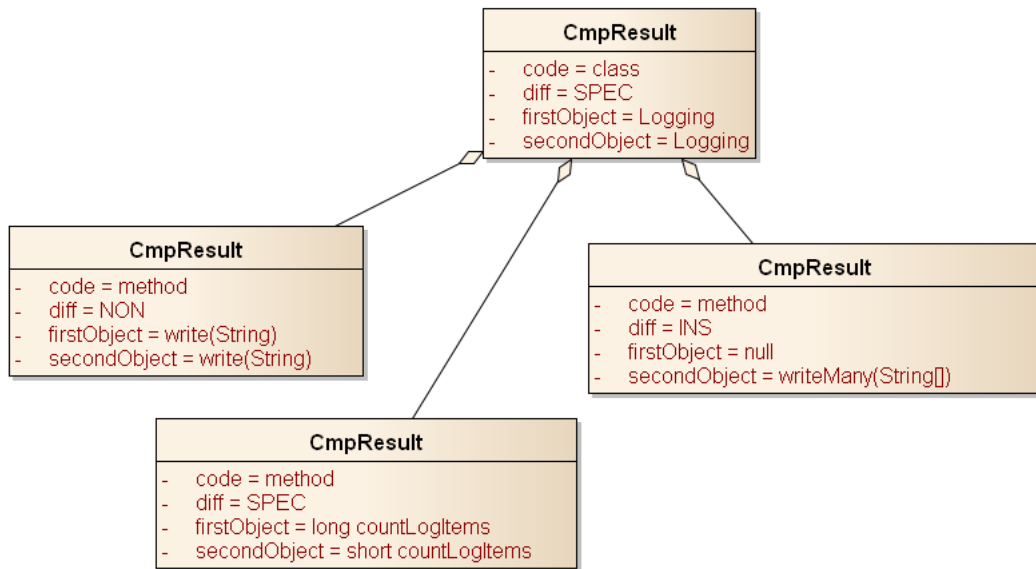 CmpResult
- code = class
- diff = SPEC
- firstObject = Logging
- secondObject = Logging
CmpResult
- code = method
- diff = NON
- firstObject = write(String)
- secondObject = write(String)
CmpResult
- code = method
- diff = INS
- firstObject = null
- secondObject = writeMany(String[])
CmpResult
- code = method
- diff = SPEC
- firstObject = long countLogItems
- secondObject = short countLogItems